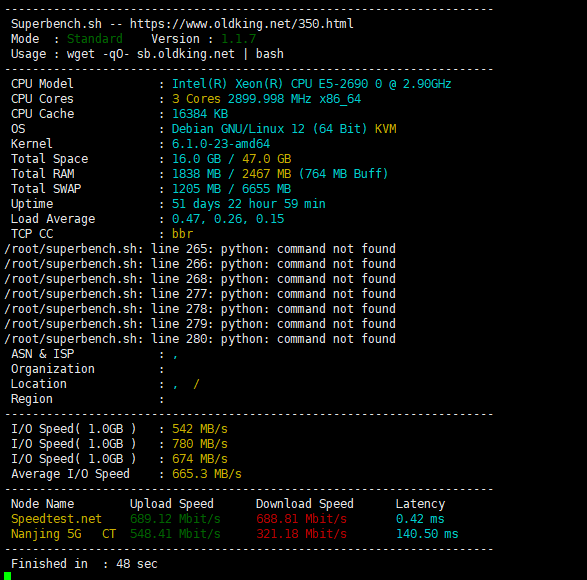 ----------------------------------------------------------------------
Superbench.sh -- https://www.oldking.net/350.html
Mode  : Standard    Version : 1.1.7
Usage : wget -qO- sb.oldking.net | bash
----------------------------------------------------------------------
CPU Model            : Intel(R) Xeon(R) CPU E5-2690 0 @ 2.90GHz
CPU Cores            : 3 Cores 2899.998 MHz x86_64
CPU Cache            : 16384 KB
OS                   : Debian GNU/Linux 12 (64 Bit) KVM
Kernel               : 6.1.0-23-amd64
Total Space          : 16.0 GB / 47.0 GB
Total RAM            : 1838 MB / 2467 MB (764 MB Buff)
Total SWAP           : 1205 MB / 6655 MB
Uptime               : 51 days 22 hour 59 min
Load Average         : 0.47, 0.26, 0.15
TCP CC               : bbr
/root/superbench.sh: line 265: python: command not found
/root/superbench.sh: line 266: python: command not found
/root/superbench.sh: line 268: python: command not found
/root/superbench.sh: line 277: python: command not found
/root/superbench.sh: line 278: python: command not found
/root/superbench.sh: line 279: python: command not found
/root/superbench.sh: line 280: python: command not found
ASN & ISP            : ,
Organization         :
Location             : ,  /
Region               :
----------------------------------------------------------------------
I/O Speed( 1.0GB )   : 542 MB/s
I/O Speed( 1.0GB )   : 780 MB/s
I/O Speed( 1.0GB )   : 674 MB/s
Average I/O Speed    : 665.3 MB/s
----------------------------------------------------------------------
Node Name        Upload Speed      Download Speed      Latency
Speedtest.net    689.12 Mbit/s     688.81 Mbit/s       0.42 ms
Nanjing 5G   CT  548.41 Mbit/s     321.18 Mbit/s       140.50 ms
----------------------------------------------------------------------
Finished in  : 48 sec